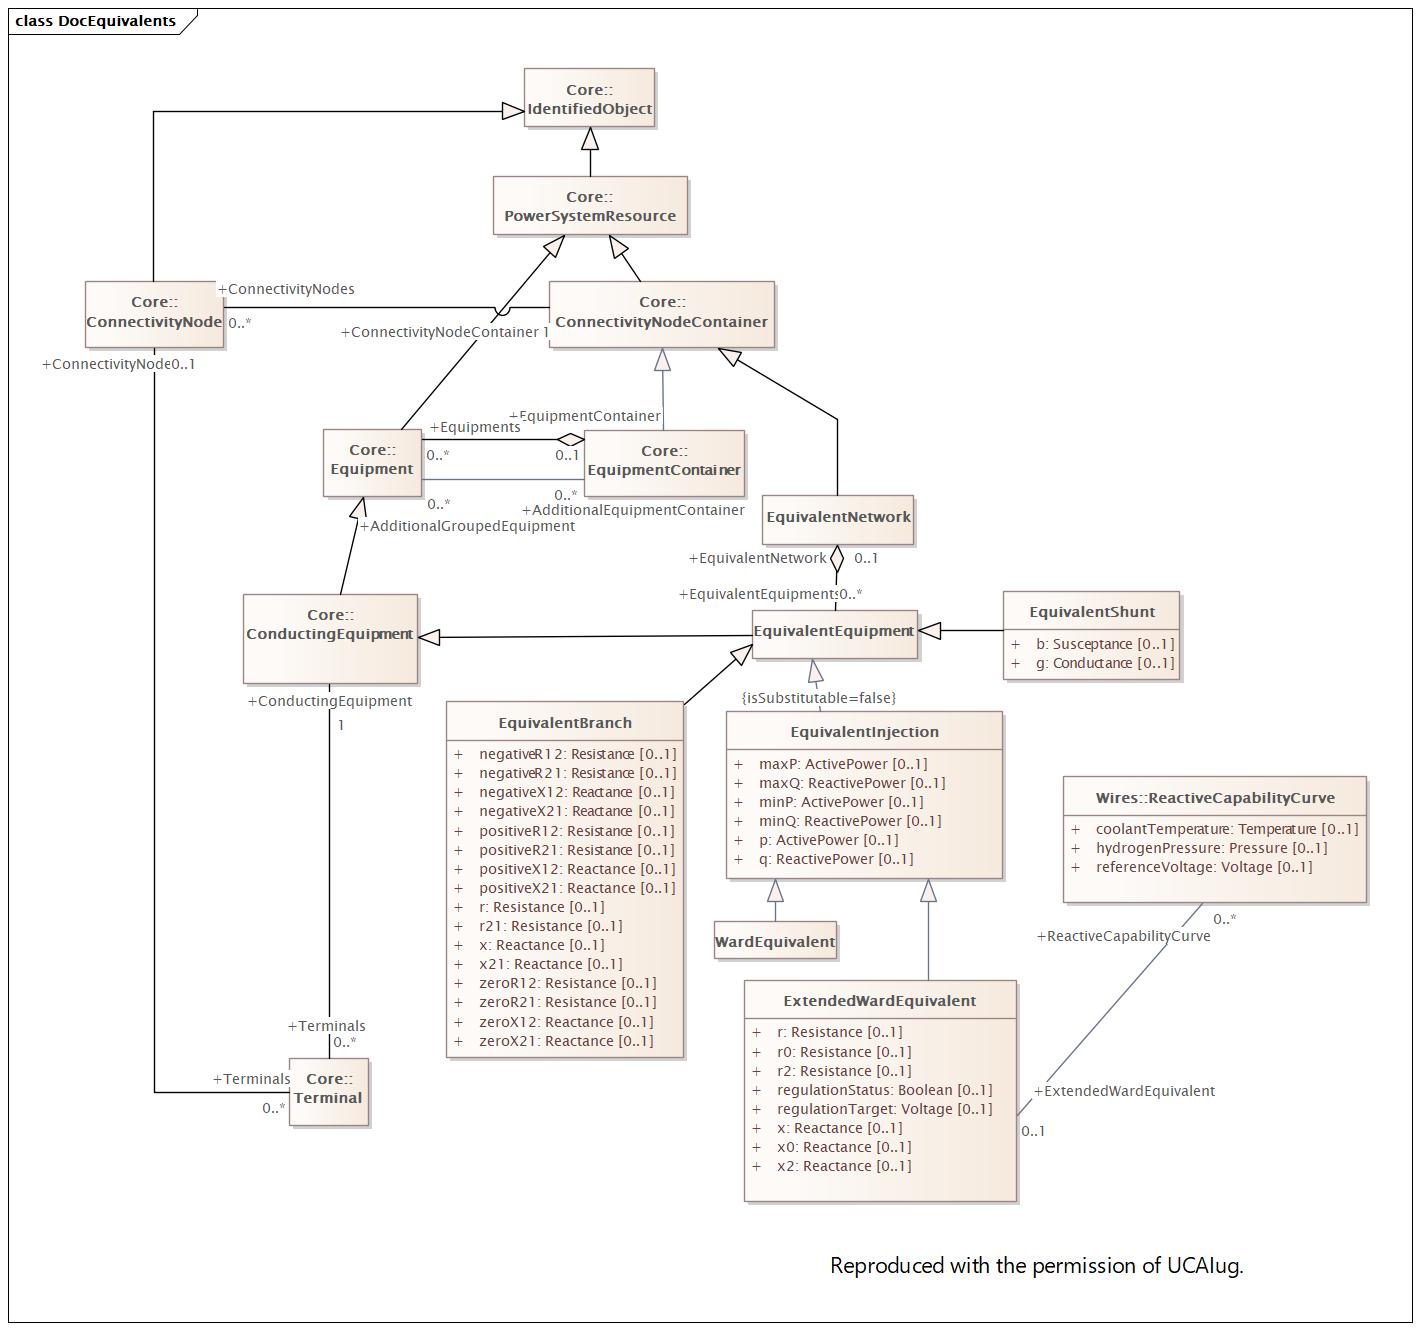 class DocEquivalents
Core::
IdentifiedObject
Core::
PowerSystemResource
Core::
ConnectivityNode
+ConnectivityNodes
0..*
Core::
ConnectivityNodeContainer
+ConnectivityNodeContainer 1
+ConnectivityNode 0..1
+EquipmentContainer
+Equipments
0..*
0..1
Core::
Equipment
Core::
EquipmentContainer
0..*
0..*
+AdditionalEquipmentContainer
+AdditionalGroupedEquipment
EquivalentNetwork
+EquivalentNetwork
0..1
+EquivalentEquipments 0..*
Core::
ConductingEquipment
EquivalentEquipment
EquivalentShunt
+ b: Susceptance [0..1]
+ g: Conductance [0..1]
+ConductingEquipment
1
{isSubstitutable=false}
EquivalentBranch
+ negativeR12: Resistance [0..1]
+ negativeR21: Resistance [0..1]
+ negativeX12: Reactance [0..1]
+ negativeX21: Reactance [0..1]
+ positiveR12: Resistance [0..1]
+ positiveR21: Resistance [0..1]
+ positiveX12: Reactance [0..1]
+ positiveX21: Reactance [0..1]
+ r: Resistance [0..1]
+ r21: Resistance [0..1]
+ x: Reactance [0..1]
+ x21: Reactance [0..1]
+ zeroR12: Resistance [0..1]
+ zeroR21: Resistance [0..1]
+ zeroX12: Reactance [0..1]
+ zeroX21: Reactance [0..1]
EquivalentInjection
+ maxP: ActivePower [0..1]
+ maxQ: ReactivePower [0..1]
+ minP: ActivePower [0..1]
+ minQ: ReactivePower [0..1]
+ p: ActivePower [0..1]
+ q: ReactivePower [0..1]
Wires::ReactiveCapabilityCurve
+ coolantTemperature: Temperature [0..1]
+ hydrogenPressure: Pressure [0..1]
+ referenceVoltage: Voltage [0..1]
0..*
+ReactiveCapabilityCurve
WardEquivalent
ExtendedWardEquivalent
+ r: Resistance [0..1]
+ r0: Resistance [0..1]
+ r2: Resistance [0..1]
+ regulationStatus: Boolean [0..1]
+ regulationTarget: Voltage [0..1]
+ x: Reactance [0..1]
+ x0: Reactance [0..1]
+ x2: Reactance [0..1]
+ExtendedWardEquivalent
0..1
+Terminals
0..*
+Terminals
0..*
Core::
Terminal
Reproduced with the permission of UCAIug.